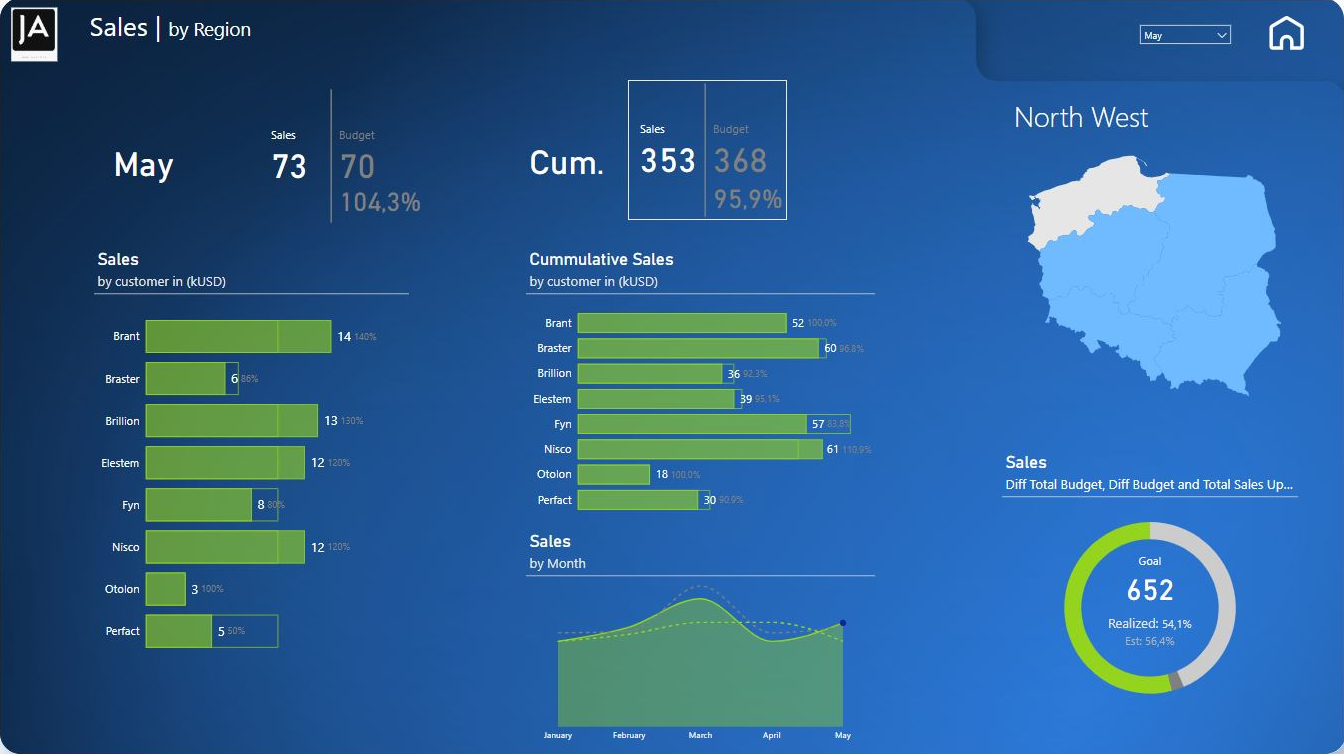 JA
Sales | by Region
May
May
Sales
73
Budget
70
104,3%
Cum.
Sales
353
Budget
368
95,9%
North West
Sales
by customer in (kUSD)
Brant 14 140%
Braster 6 86%
Brillion 13 130%
Elestem 12 120%
Fyn 8 80%
Nisco 12 120%
Otolon 3 100%
Perfact 5 50%
Cummulative Sales
by customer in (kUSD)
Brant 52 100,0%
Braster 60 96,8%
Brillion 36 92,3%
Elestem 39 95,1%
Fyn 57 83,8%
Nisco 61 110,9%
Otolon 18 100,0%
Perfact 30 90,9%
Sales
by Month
January February March April May
Sales
Diff Total Budget, Diff Budget and Total Sales Up...
Goal
652
Realized: 54,1%
Est: 56,4%